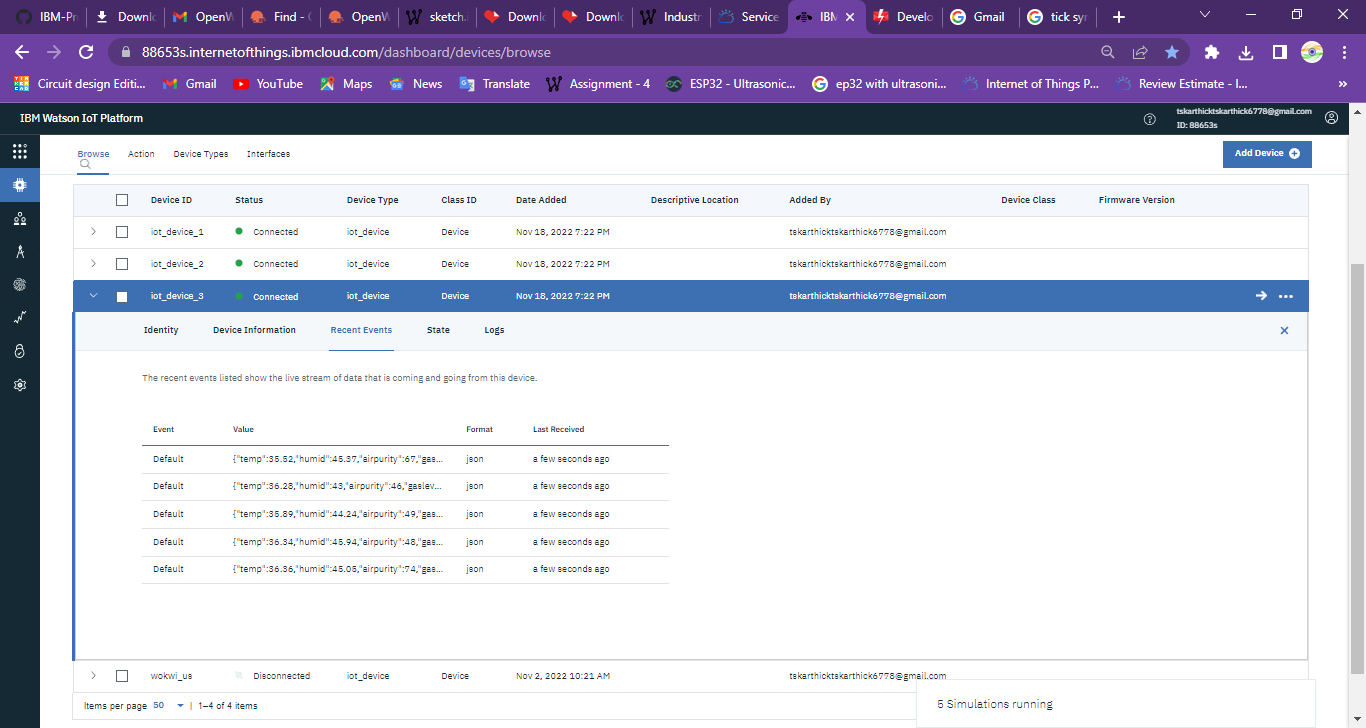 IBM-Pr
Downl
OpenW
Find - (
OpenW
sketch.
Downl
Downl
Industr
Service
IBM
Develo
Gmail
tick syr
88653s.internetofthings.ibmcloud.com/dashboard/devices/browse
Circuit design Editi...
Gmail
YouTube
Maps
News
Translate
Assignment - 4
ESP32 - Ultrasonic...
ep32 with ultrasoni...
Internet of Things P...
Review Estimate - I...
»
IBM Watson IoT Platform
tskarthicktskarthick6778@gmail.com
ID: 88653s
Browse Action Device Types Interfaces
Add Device
Device ID Status Device Type Class ID Date Added Descriptive Location Added By Device Class Firmware Version
iot_device_1 Connected iot_device Device Nov 18, 2022 7:22 PM tskarthicktskarthick6778@gmail.com
iot_device_2 Connected iot_device Device Nov 18, 2022 7:22 PM tskarthicktskarthick6778@gmail.com
iot_device_3 Connected iot_device Device Nov 18, 2022 7:22 PM tskarthicktskarthick6778@gmail.com
Identity Device Information Recent Events State Logs
The recent events listed show the live stream of data that is coming and going from this device.
Event Value Format Last Received
Default {"temp":35.52,"humid":45.37,"airpurity":67,"gas... json a few seconds ago
Default {"temp":36.28,"humid":43,"airpurity":46,"gaslev... json a few seconds ago
Default {"temp":35.89,"humid":44.24,"airpurity":49,"gas... json a few seconds ago
Default {"temp":36.34,"humid":45.94,"airpurity":48,"gas... json a few seconds ago
Default {"temp":36.36,"humid":45.05,"airpurity":74,"gas... json a few seconds ago
wokwi_us Disconnected iot_device Device Nov 2, 2022 10:21 AM tskarthicktskarthick6778@gmail.com
Items per page 50 | 1–4 of 4 items
5 Simulations running